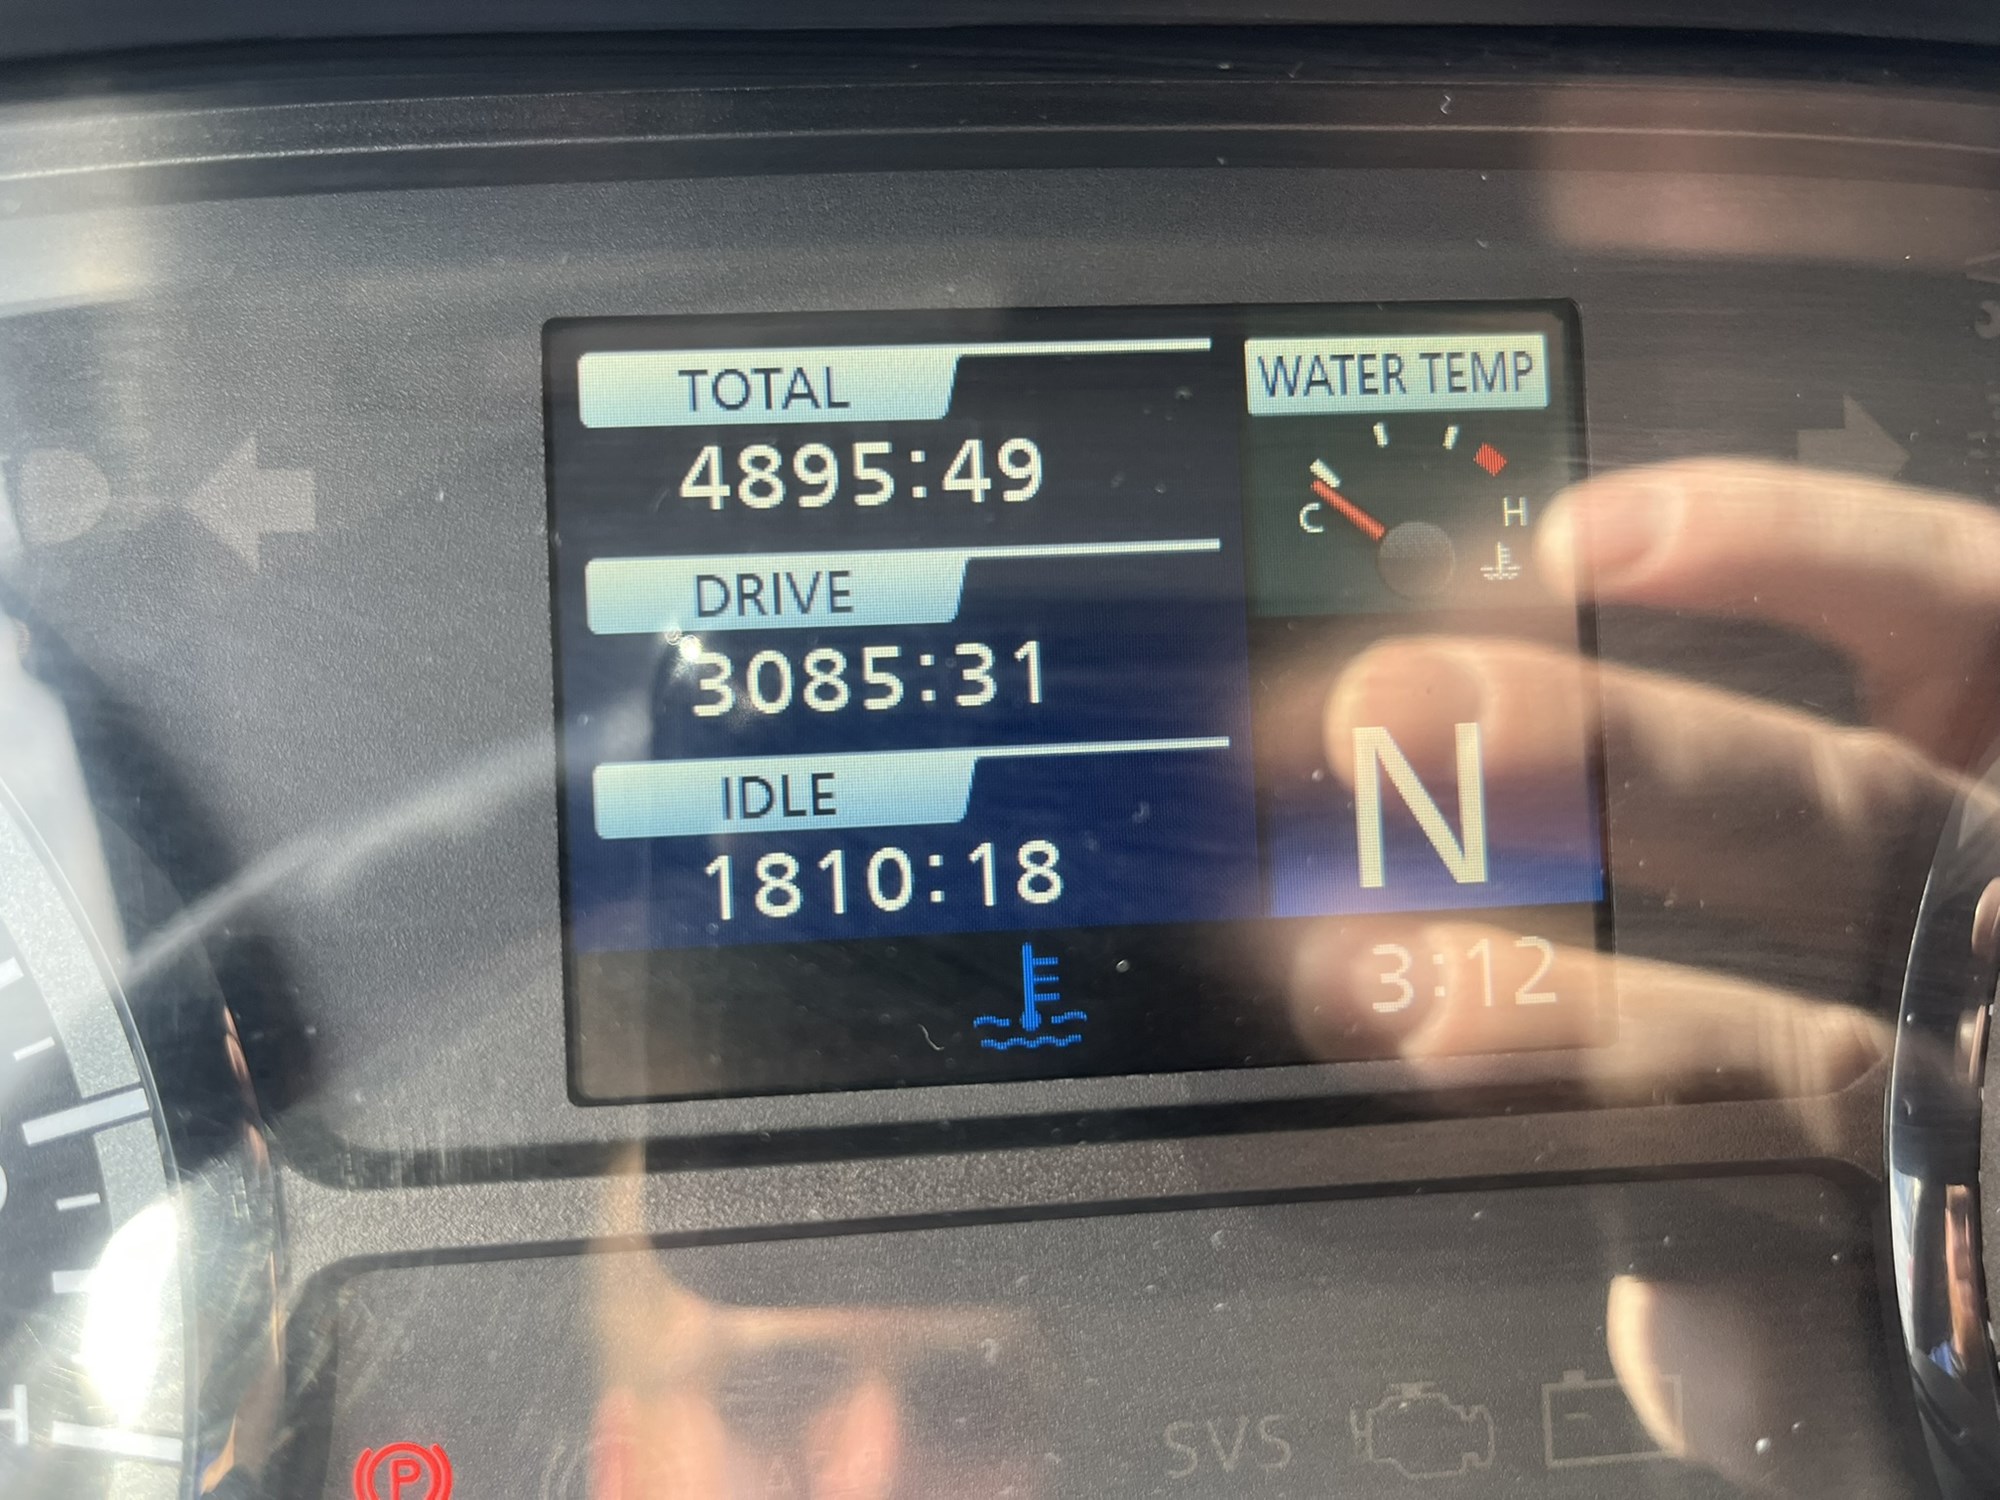 TOTAL
4895:49
DRIVE
3085:31
IDLE
1810:18
WATER TEMP
C
H
N
3:12
SVS
P